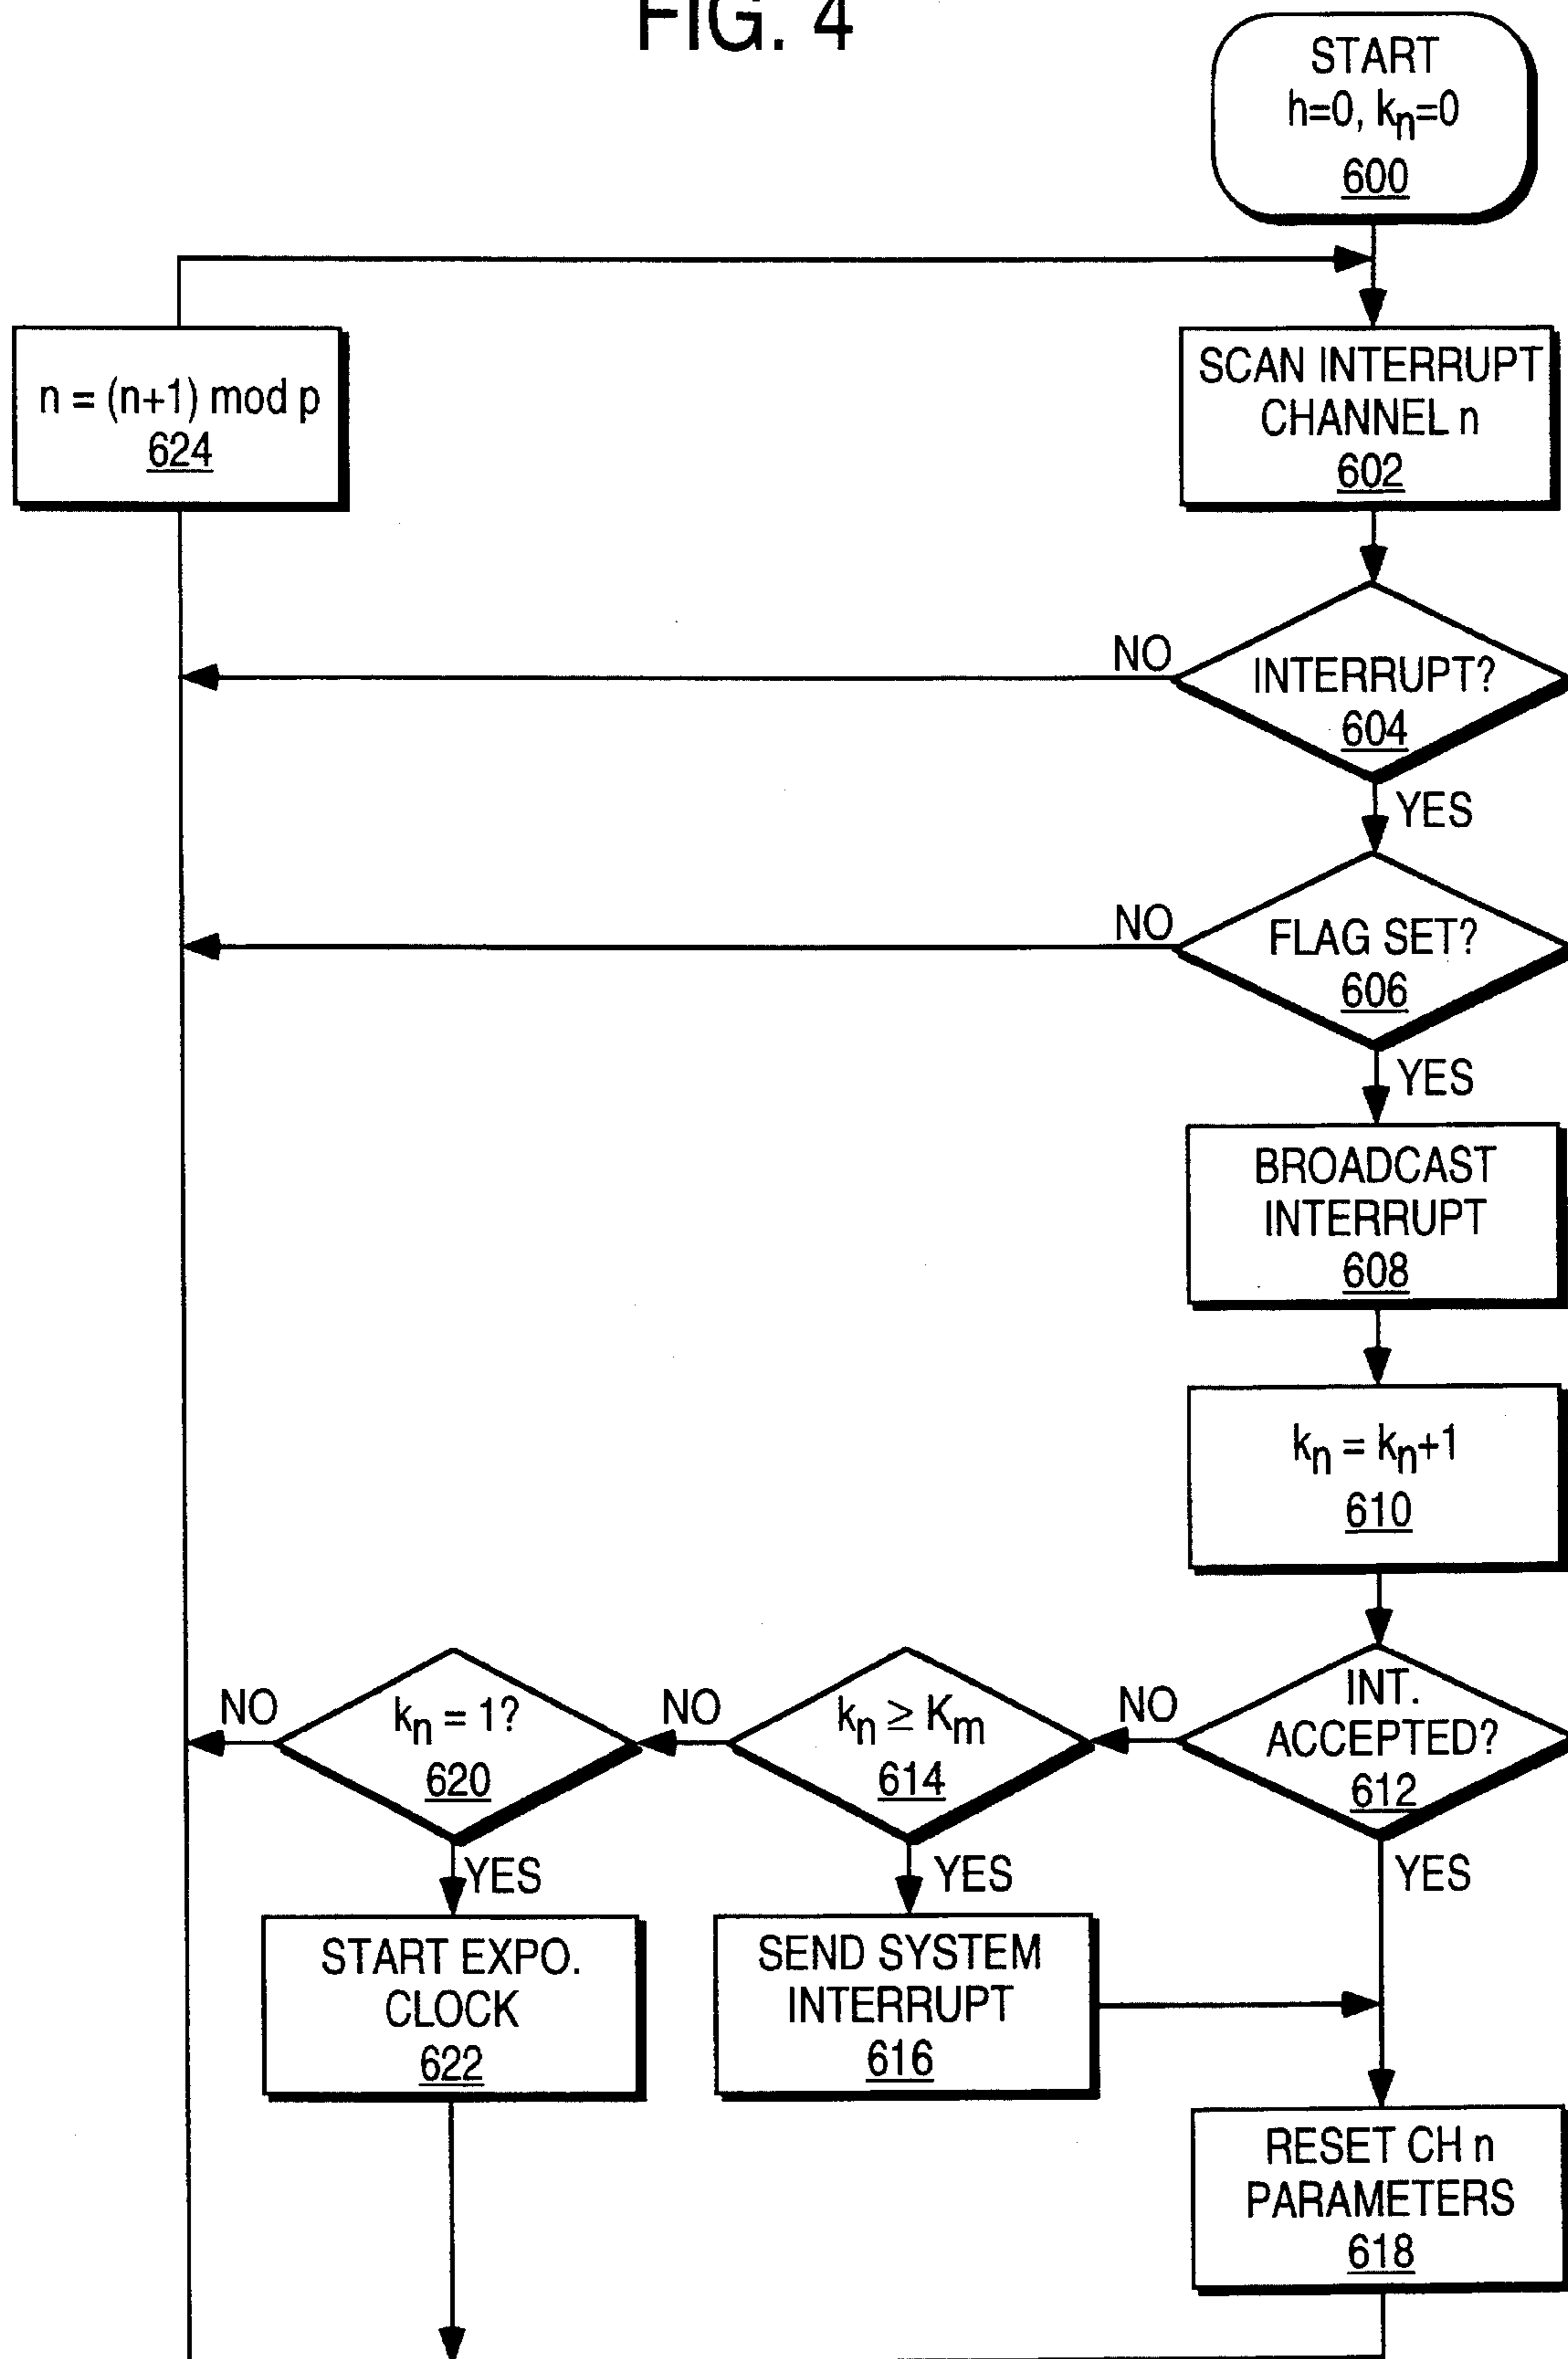 FIG. 4
START
h=0, kn=0
600
n = (n+1) mod p
624
SCAN INTERRUPT
CHANNEL n
602
NO
INTERRUPT?
604
YES
NO
FLAG SET?
606
YES
BROADCAST
INTERRUPT
608
kn = kn+1
610
NO
kn = 1?
620
NO
kn ≥ Km
614
NO
INT.
ACCEPTED?
612
YES
YES
YES
START EXPO.
CLOCK
622
SEND SYSTEM
INTERRUPT
616
RESET CH n
PARAMETERS
618